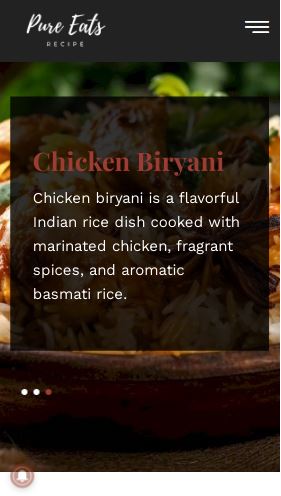 Pure Eats
RECIPE
Chicken Biryani
Chicken biryani is a flavorful
Indian rice dish cooked with
marinated chicken, fragrant
spices, and aromatic
basmati rice.